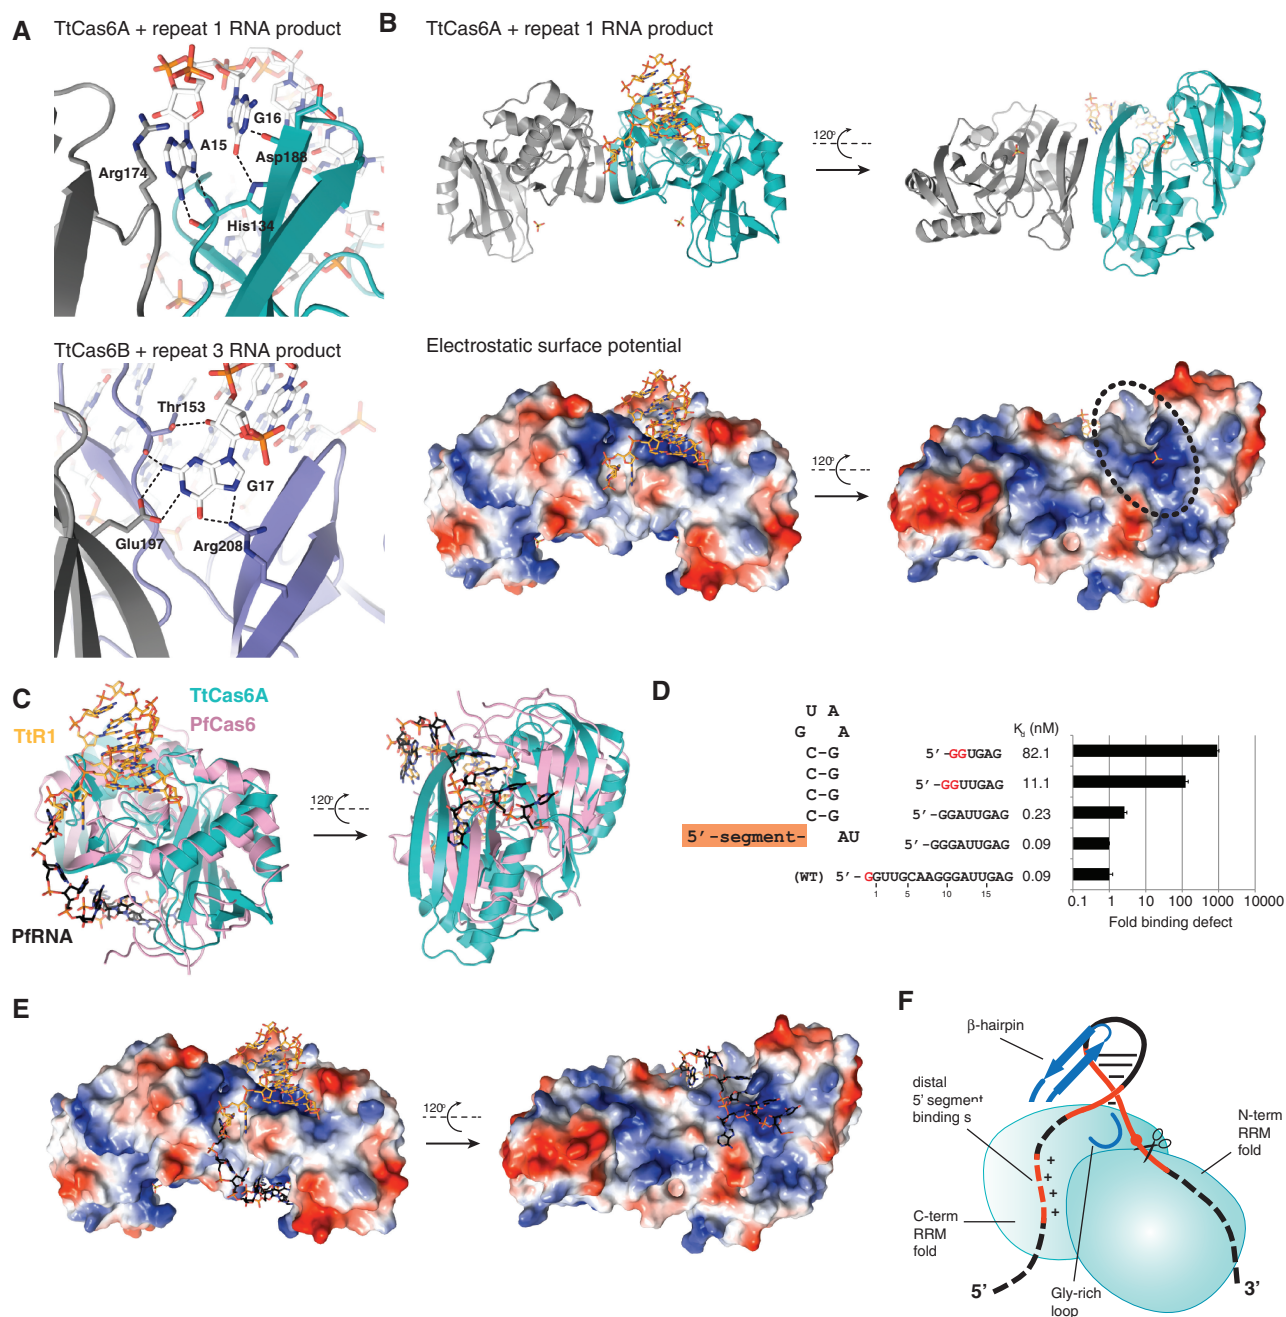 A
TtCas6A + repeat 1 RNA product
G16
A15
Asp188
Arg174
His134
TtCas6B + repeat 3 RNA product
Thr153
G17
Glu197
Arg208
B
TtCas6A + repeat 1 RNA product
120°
Electrostatic surface potential
120°
C
TtCas6A
PfCas6
TtR1
120°
PfRNA
D
U A
G A
C-G
C-G
C-G
C-G
5'-segment- AU
Kd (nM)
5'-GGUGAG 82.1
5'-GGUUGAG 11.1
5'-GGAUUGAG 0.23
5'-GGGAUUGAG 0.09
(WT) 5'-GGUUGCAAGGGAUUGAG 0.09
1 5 10 15
0.1 1 10 100 1000 10000
Fold binding defect
E
120°
F
β-hairpin
distal
5' segment
binding s
N-term
RRM
fold
C-term
RRM
fold
5'
Gly-rich
loop
3'